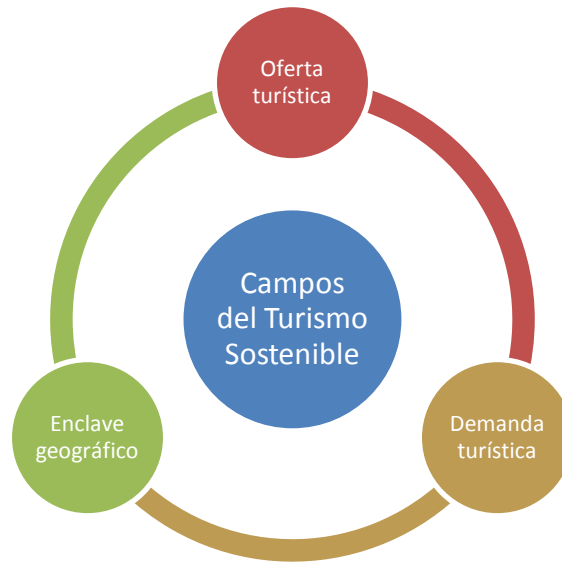 Oferta
turística
Campos
del Turismo
Sostenible
Enclave
geográfico
Demanda
turística